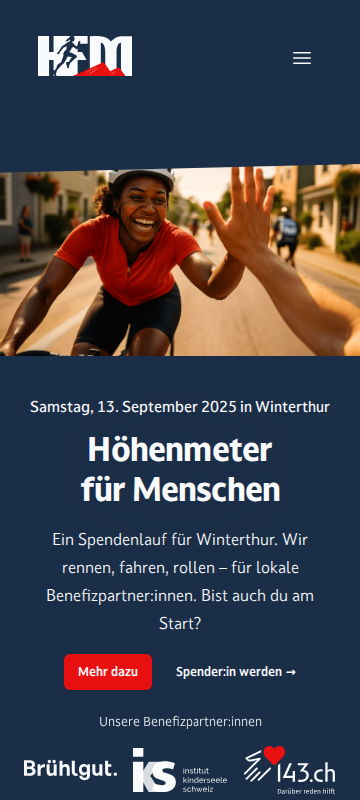 HFM
Samstag, 13. September 2025 in Winterthur
Höhenmeter
für Menschen
Ein Spendenlauf für Winterthur. Wir
rennen, fahren, rollen – für lokale
Benefizpartner:innen. Bist auch du am
Start?
Mehr dazu
Spender:in werden →
Unsere Benefizpartner:innen
Brühlgut.
iks institut
kinderseele
schweiz
143.ch
Darüber reden hilft